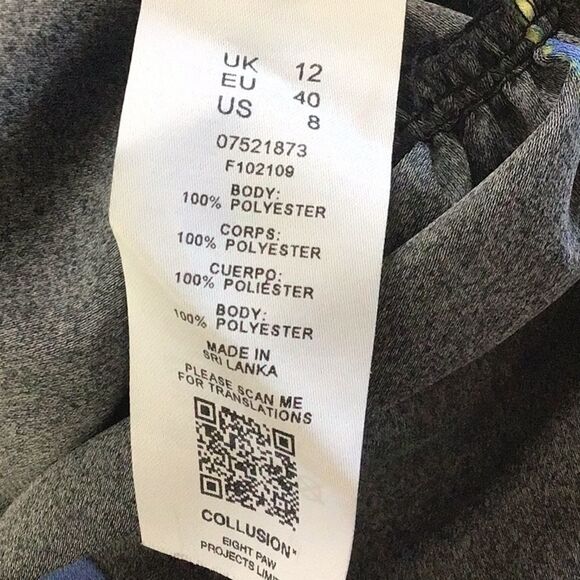 UK 12
EU 40
US 8
07521873
F102109
BODY:
100% POLYESTER
CORPS:
100% POLYESTER
CUERPO:
100% POLIÉSTER
BODY:
100% POLYESTER
MADE IN
SRI LANKA
PLEASE SCAN ME
FOR TRANSLATIONS
COLLUSION
EIGHT PAW
PROJECTS